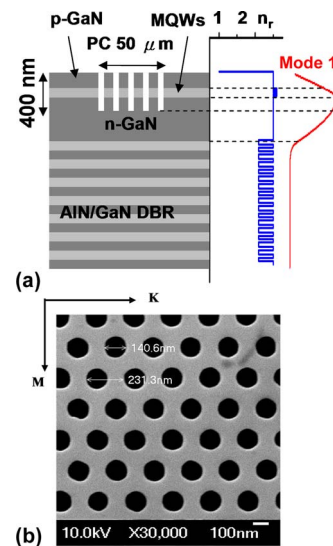 p-GaN
MQWs
1 2 nr
PC 50 μm
Mode 1
400 nm
n-GaN
AlN/GaN DBR
(a)
K
M
140.6nm
231.3nm
(b)
10.0kV X30,000 100nm